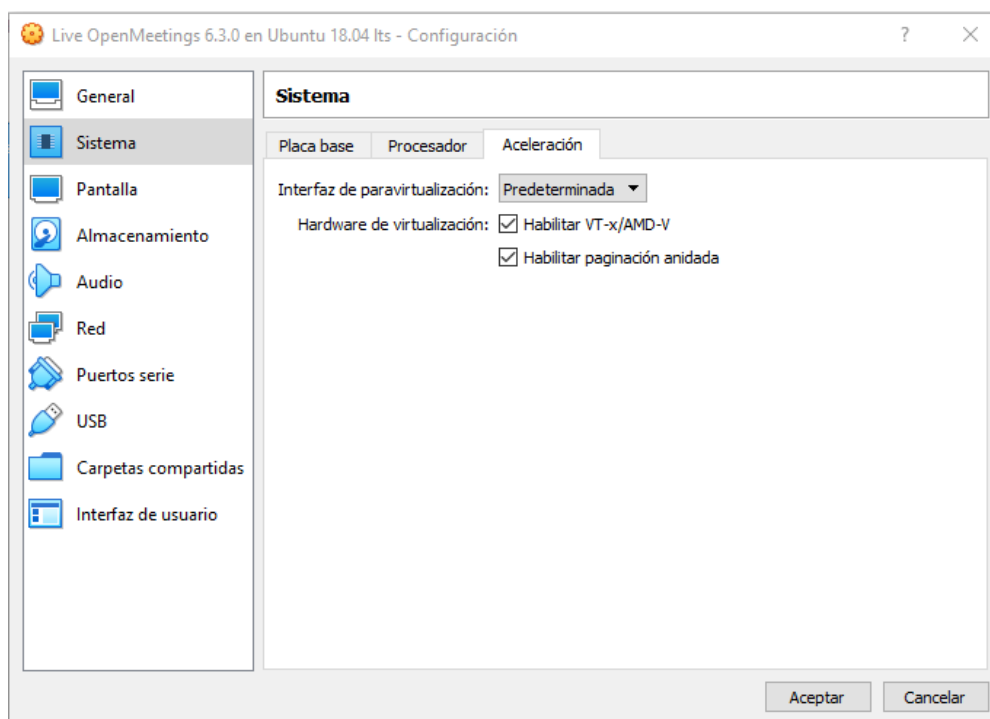 Live OpenMeetings 6.3.0 en Ubuntu 18.04 lts - Configuración
?
General
Sistema
Pantalla
Almacenamiento
Audio
Red
Puertos serie
USB
Carpetas compartidas
Interfaz de usuario
Sistema
Placa base
Procesador
Aceleración
Interfaz de paravirtualización: Predeterminada
Hardware de virtualización: Habilitar VT-x/AMD-V
Habilitar paginación anidada
Aceptar
Cancelar